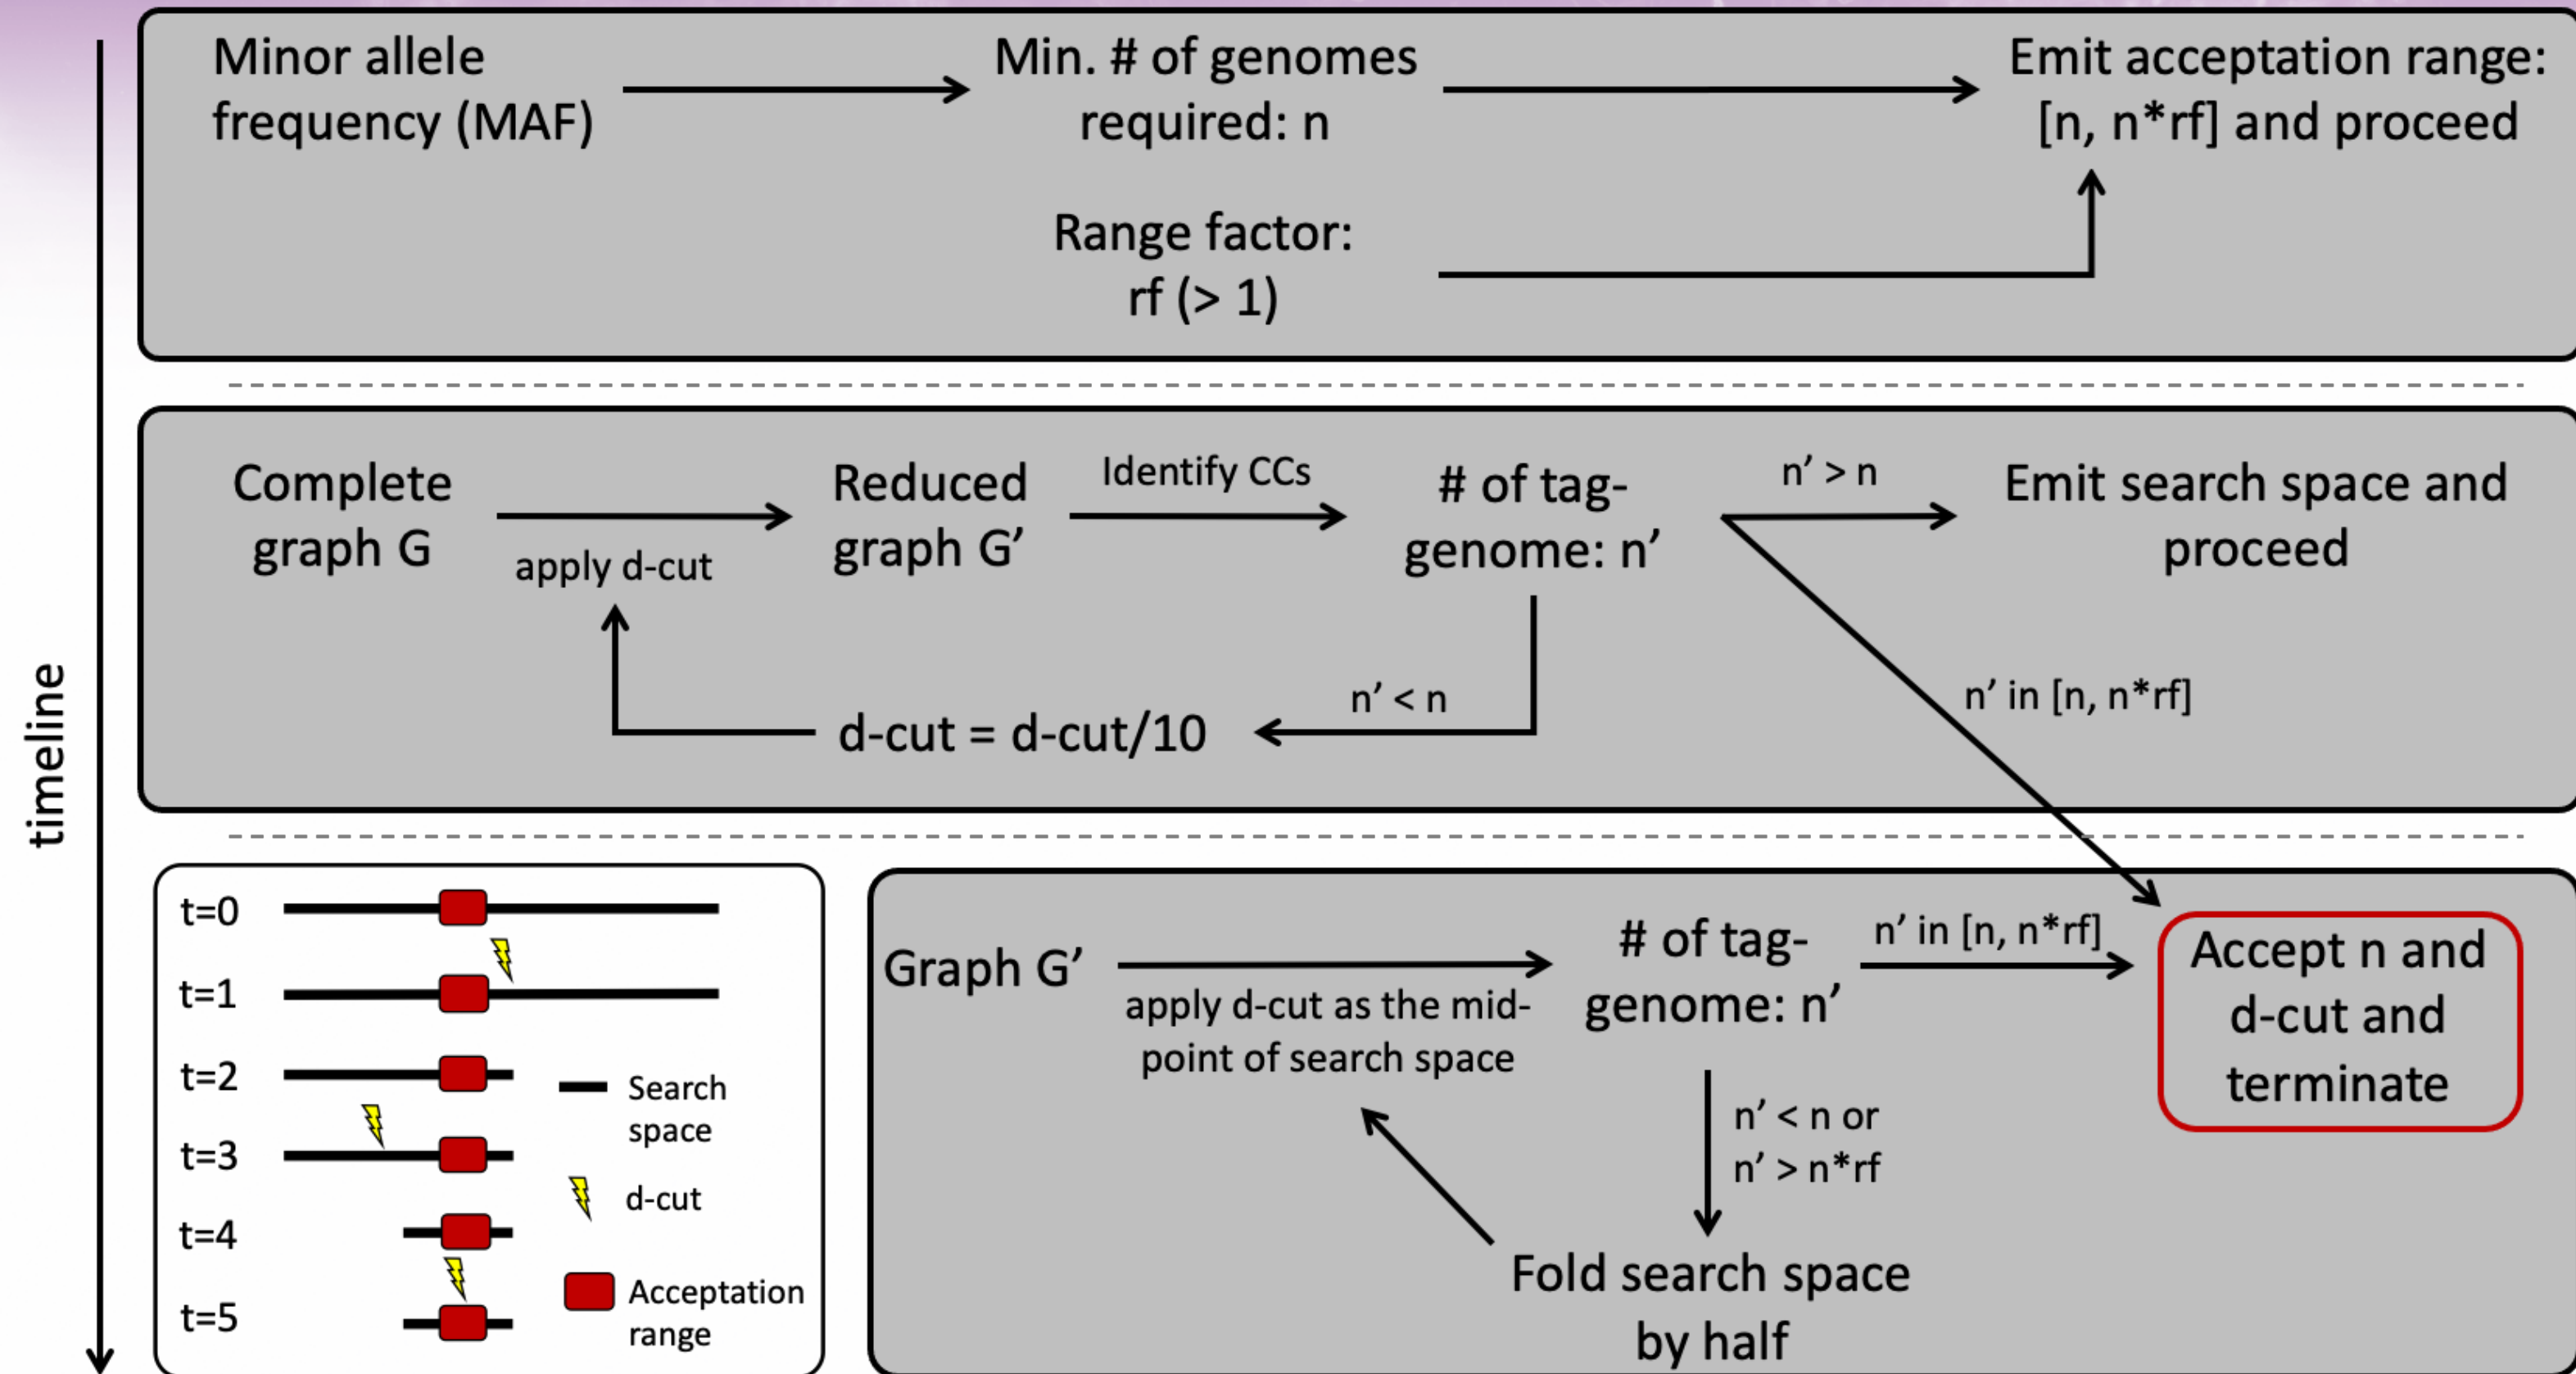 timeline
Minor allele
frequency (MAF)
Min. # of genomes
required: n
Emit acceptation range:
[n, n*rf] and proceed
Range factor:
rf (> 1)
Complete
graph G
apply d-cut
Reduced
graph G’
Identify CCs
# of tag-
genome: n’
n’ > n
Emit search space and
proceed
n’ in [n, n*rf]
n’ < n
d-cut = d-cut/10
t=0
t=1
t=2
t=3
t=4
t=5
Search
space
d-cut
Acceptation
range
Graph G’
apply d-cut as the mid-
point of search space
# of tag-
genome: n’
n’ in [n, n*rf]
Accept n and
d-cut and
terminate
n’ < n or
n’ > n*rf
Fold search space
by half